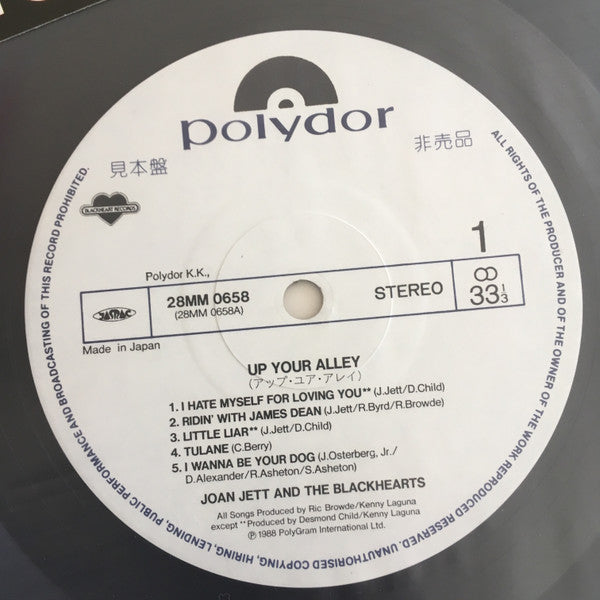 polydor
見本盤
非売品
BLACKHEART RECORDS
1
Polydor K.K.,
JASRAC
28MM 0658
(28MM 0658A)
STEREO
33⅓
Made in Japan
UP YOUR ALLEY
(アップ・ユア・アレイ)
1. I HATE MYSELF FOR LOVING YOU** (J.Jett/D.Child)
2. RIDIN' WITH JAMES DEAN (J.Jett/R.Byrd/R.Browde)
3. LITTLE LIAR** (J.Jett/D.Child)
4. TULANE (C.Berry)
5. I WANNA BE YOUR DOG (J.Osterberg, Jr./
D.Alexander/R.Asheton/S.Asheton)
JOAN JETT AND THE BLACKHEARTS
All Songs Produced by Ric Browde/Kenny Laguna
except **Produced by Desmond Child/Kenny Laguna
Ⓟ 1988 PolyGram International Ltd.
ALL RIGHTS OF THE PRODUCER AND OF THE OWNER OF THE WORK REPRODUCED RESERVED. UNAUTHORISED COPYING, HIRING, LENDING, PUBLIC PERFORMANCE AND BROADCASTING OF THIS RECORD PROHIBITED.